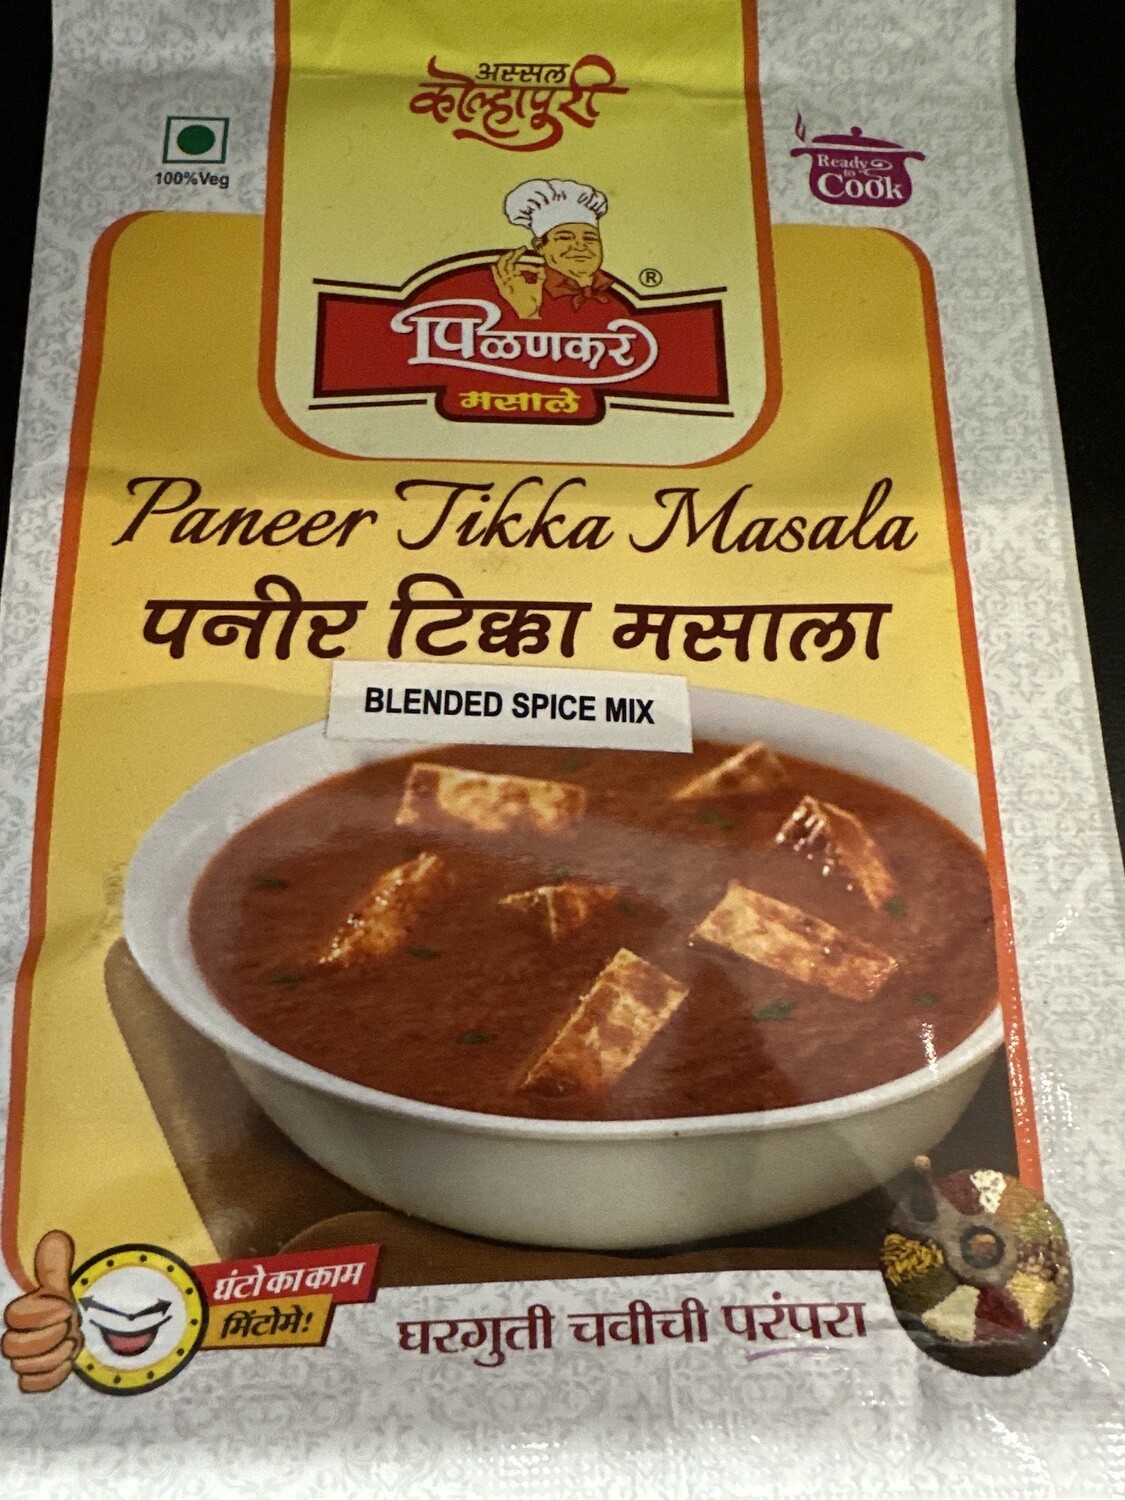 अस्सल
कोल्हापुरी
100%Veg
Ready
to
Cook
®
पिळणकर
मसाले
Paneer Tikka Masala
पनीर टिक्का मसाला
BLENDED SPICE MIX
घंटो का काम
मिंटोमे!
घरगुती चवीची परंपरा